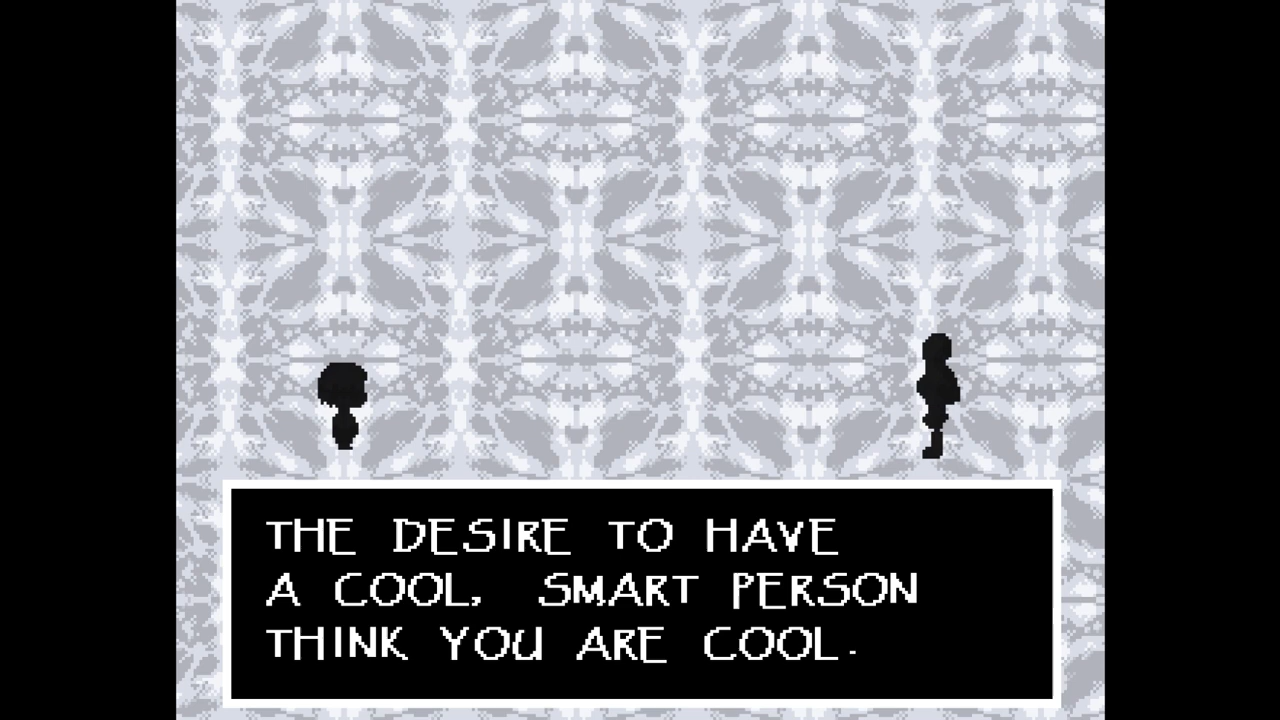 THE DESIRE TO HAVE
A COOL, SMART PERSON
THINK YOU ARE COOL.